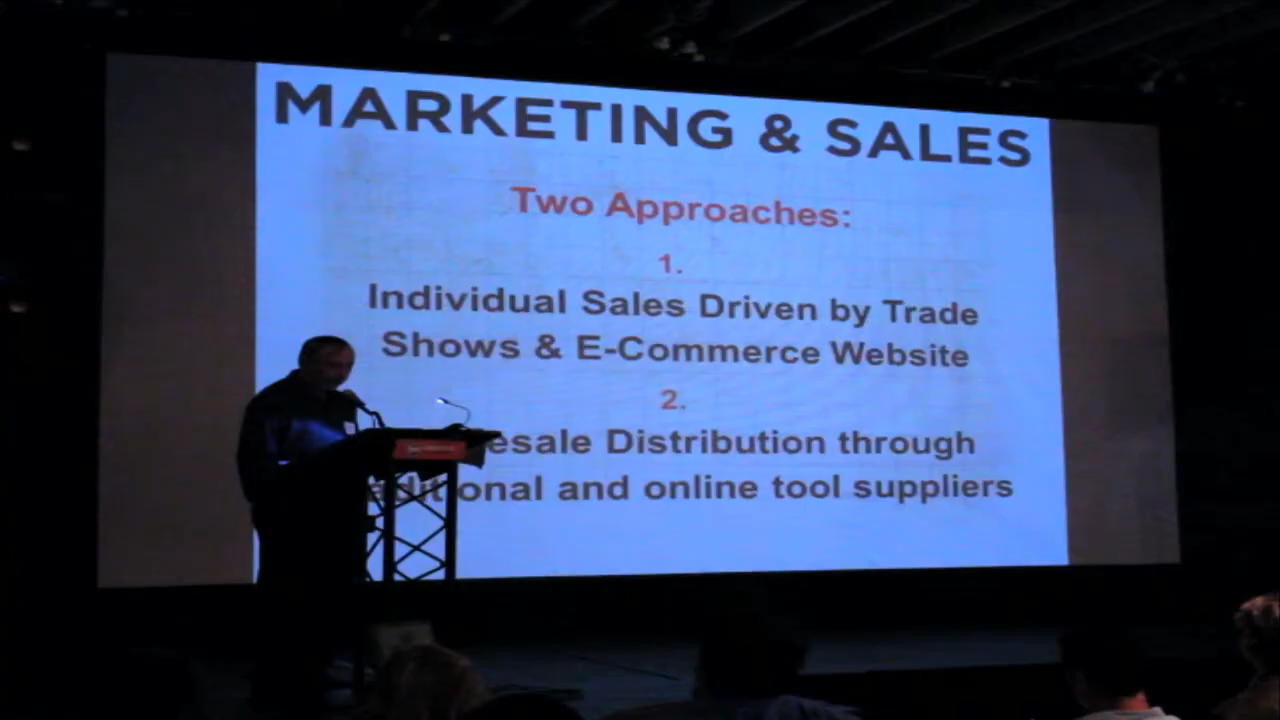 MARKETING & SALES
Two Approaches:
1.
Individual Sales Driven by Trade
Shows & E-Commerce Website
2.
esale Distribution through
onal and online tool suppliers